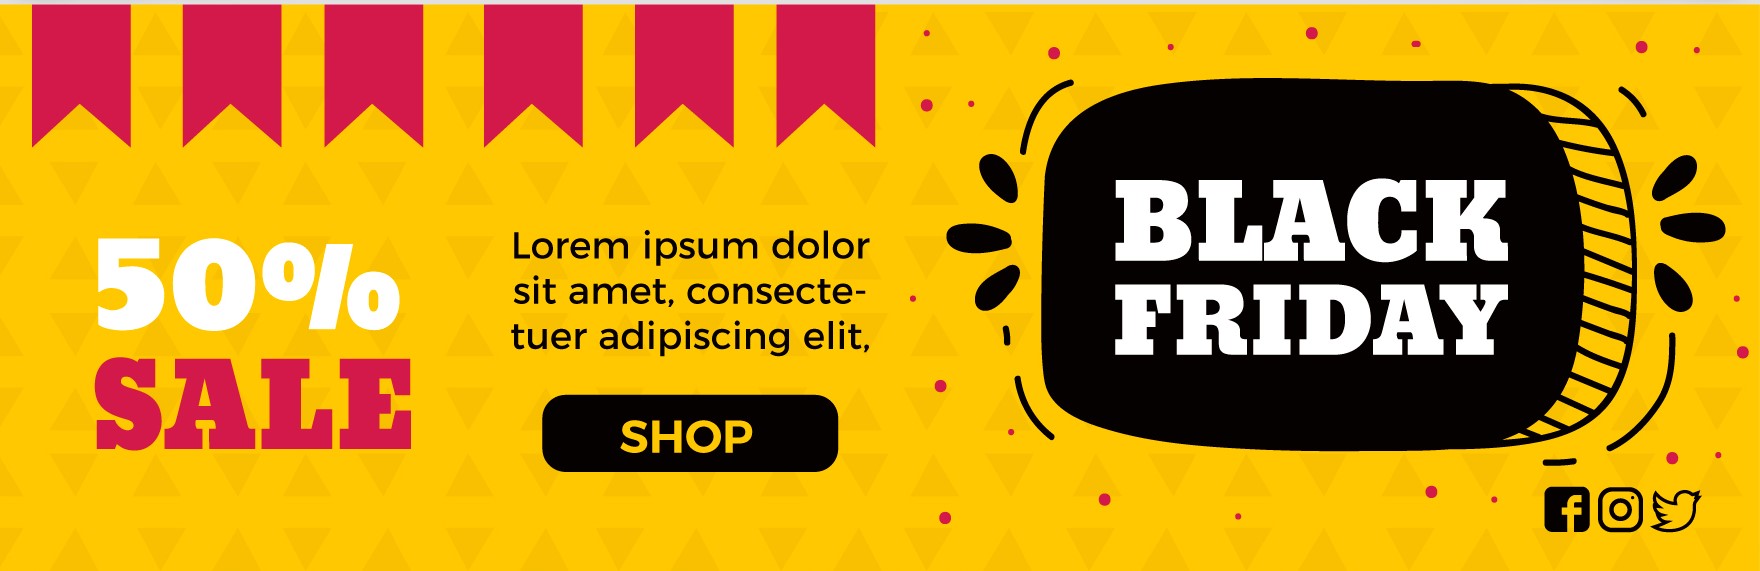 50%
SALE
Lorem ipsum dolor
sit amet, consecte-
tuer adipiscing elit,
SHOP
BLACK
FRIDAY